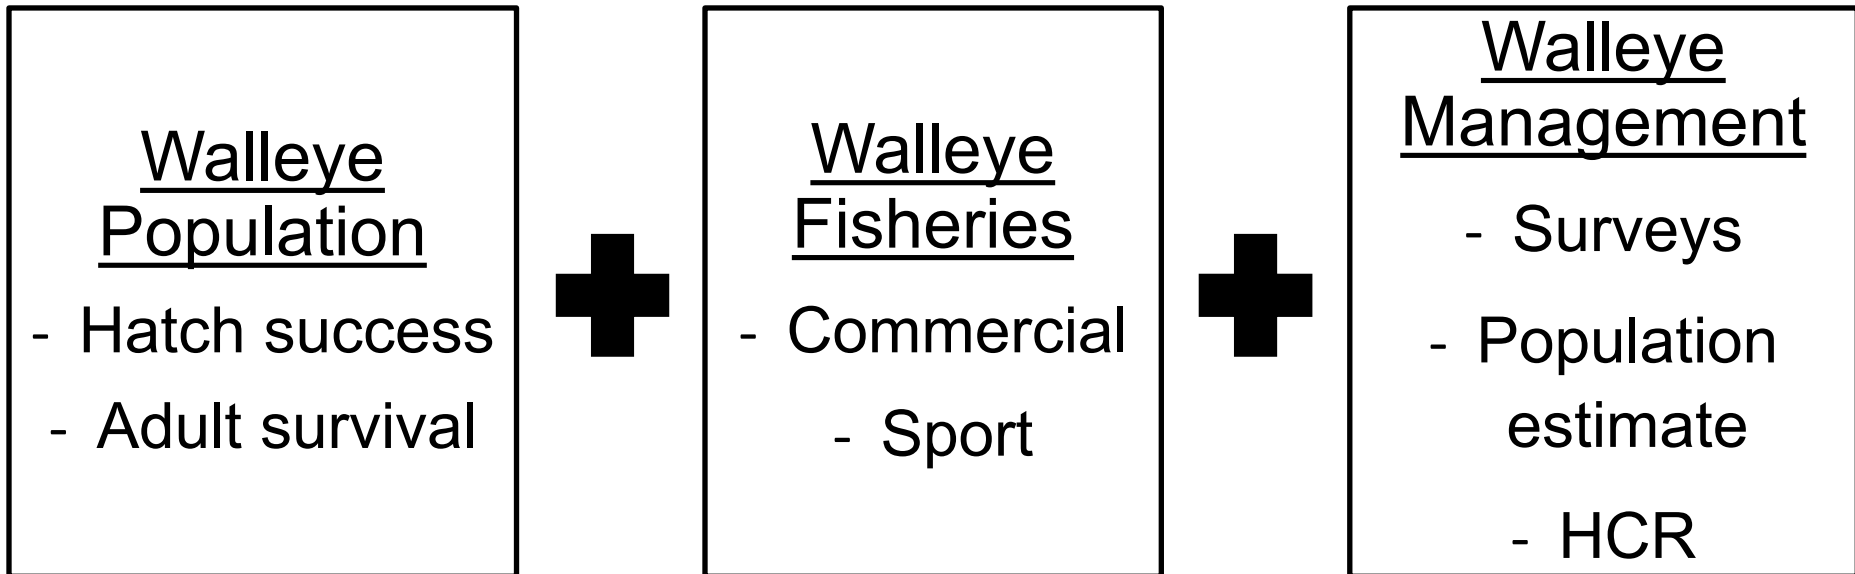 Walleye
Population
- Hatch success
- Adult survival
Walleye
Fisheries
- Commercial
- Sport
Walleye
Management
- Surveys
- Population
estimate
- HCR